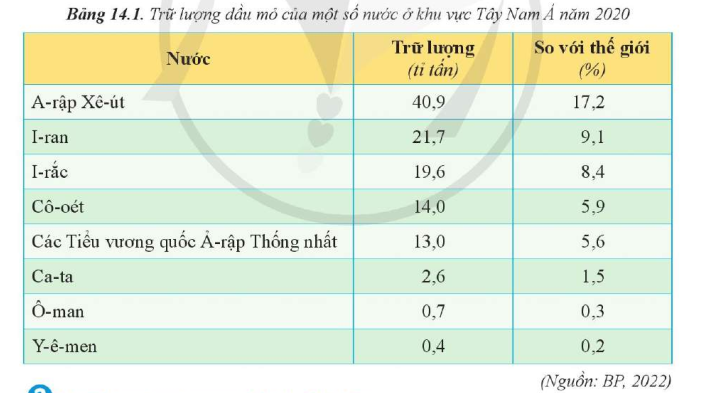 Bảng 14.1. Trữ lượng dầu mỏ của một số nước ở khu vực Tây Nam Á năm 2020
Nước
Trữ lượng
(tỉ tấn)
So với thế giới
(%)
A-rập Xê-út 40,9 17,2
I-ran 21,7 9,1
I-rắc 19,6 8,4
Cô-oét 14,0 5,9
Các Tiểu vương quốc Ả-rập Thống nhất 13,0 5,6
Ca-ta 2,6 1,5
Ô-man 0,7 0,3
Y-ê-men 0,4 0,2
(Nguồn: BP, 2022)